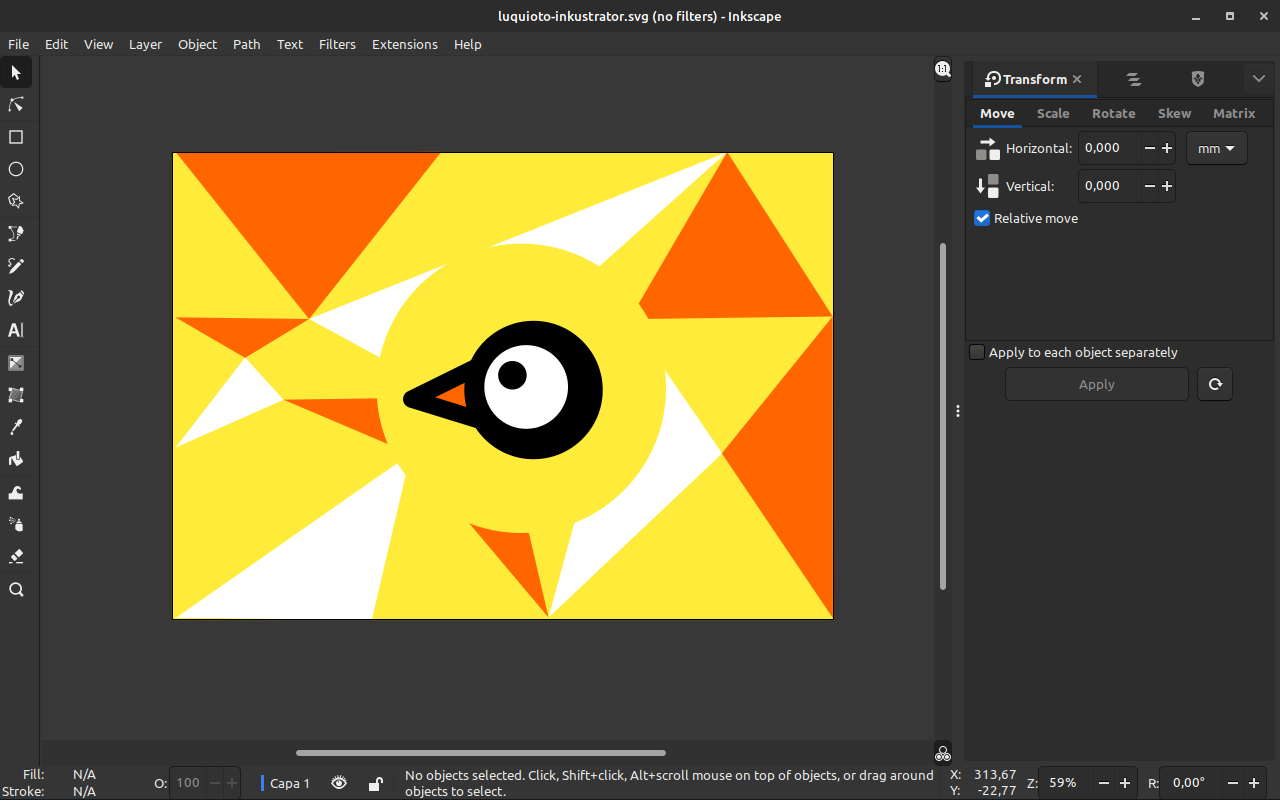 luquioto-inkustrator.svg (no filters) - Inkscape
File Edit View Layer Object Path Text Filters Extensions Help
1:1
Transform
Move Scale Rotate Skew Matrix
Horizontal: 0,000 mm
Vertical: 0,000
Relative move
Apply to each object separately
Apply
Fill: N/A
Stroke: N/A
O: 100
Capa 1
No objects selected. Click, Shift+click, Alt+scroll mouse on top of objects, or drag around
objects to select.
X: 313,67
Y: -22,77
Z: 59%
R: 0,00°